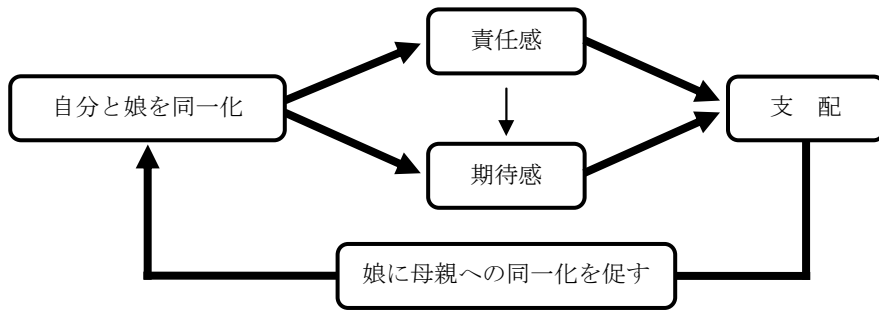 責任感
自分と娘を同一化
支　配
期待感
娘に母親への同一化を促す